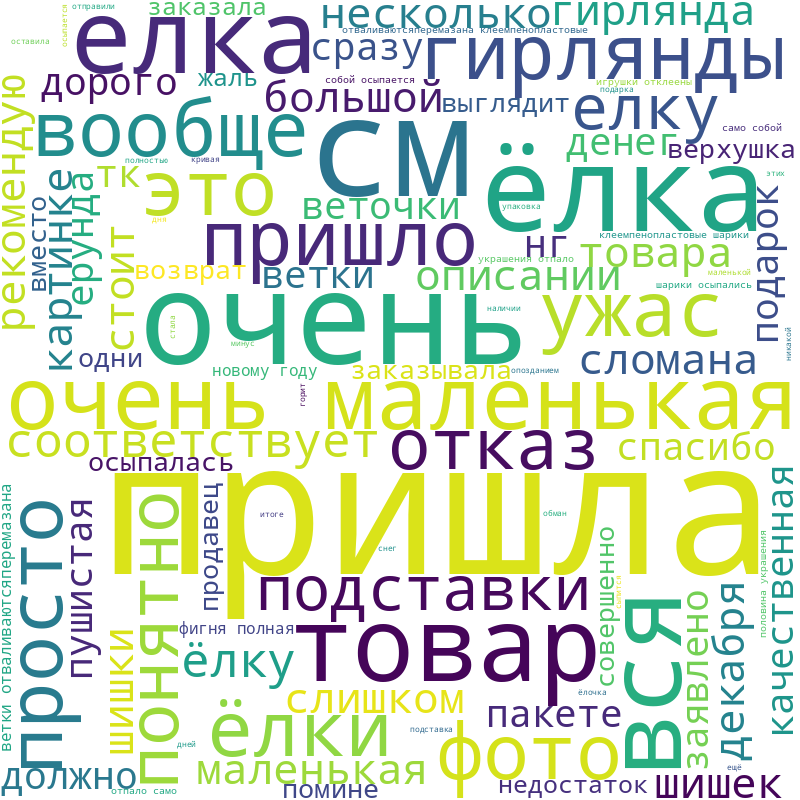 отправили
заказала
несколько
гирлянда
осыпается
оставила
елка
отваливаютсяперемазана клеемпенопластовые
сразу
гирлянды
дорого
жаль
собой осыпается
игрушки отклеены
большой
выглядит
подарка
елку
вообще
см
денег
само собой
верхушка
рекомендую
полностью
кривая
тк
это
веточки
ёлка
этих
вместо
картинке
ерунда
стоит
дня
упаковка
подарок
пришло
нг
клеемпенопластовые шарики
товара
возврат
ветки
украшения отпало
описании
маленькой
шарики осыпались
очень
наличии
ужас
стала
никакой
минус
одни
сломана
новому году
заказывала
опозданием
горит
очень маленькая
соответствует
отказ
спасибо
осыпалась
пришла
качественная
ветки отваливаютсяперемазана
просто
пушистая
понятно
продавец
итоге
обман
половина украшения
снег
совершенно
сыпится
подставки
вся
заявлено
декабря
фигня полная
товар
шишки
ёлку
слишком
ёлочка
пакете
ёлки
подставка
фото
дней
маленькая
ещё
должно
отпало само
помине
недостаток
шишек